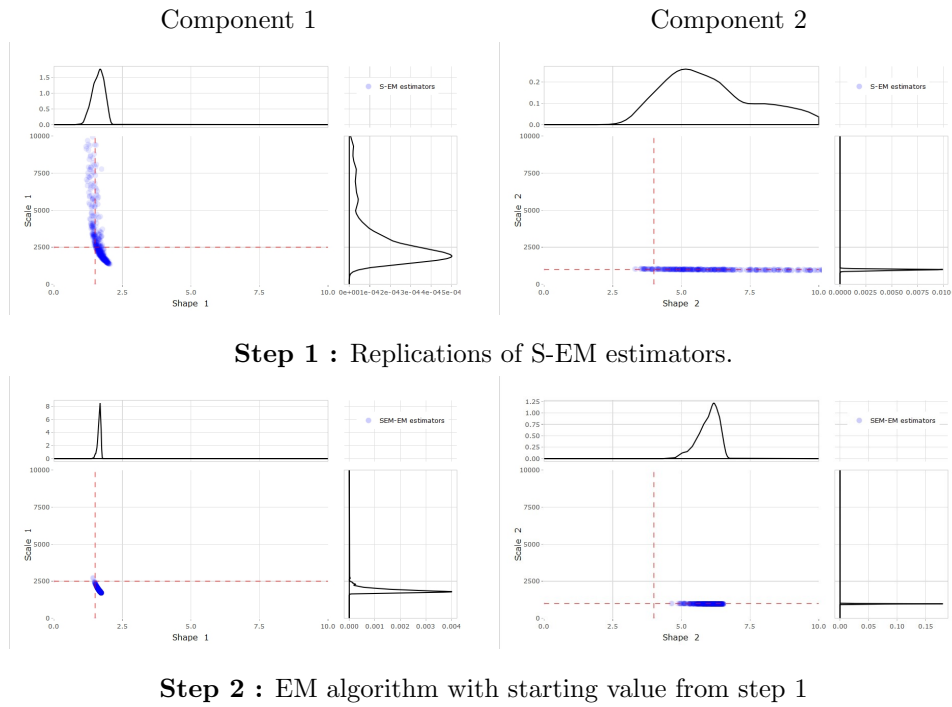 Component 1
Component 2
1.5
1.0
0.5
0.0
S-EM estimators
10000
7500
5000
2500
0
Scale 1
0.0
2.5
5.0
7.5
10.0
Shape 1
0e+001e-042e-043e-044e-045e-04
0.2
0.1
0.0
S-EM estimators
10000
7500
5000
2500
0
Scale 2
0.0
2.5
5.0
7.5
10.0
Shape 2
0.0000 0.0025 0.0050 0.0075 0.010
Step 1 : Replications of S-EM estimators.
8
6
4
2
0
SEM-EM estimators
10000
7500
5000
2500
0
Scale 1
0.0
2.5
5.0
7.5
10.0
Shape 1
0.000 0.001 0.002 0.003 0.004
1.25
1.00
0.75
0.50
0.25
0.00
SEM-EM estimators
10000
7500
5000
2500
0
Scale 2
0.0
2.5
5.0
7.5
10.0
Shape 2
0.00 0.05 0.10 0.15
Step 2 : EM algorithm with starting value from step 1